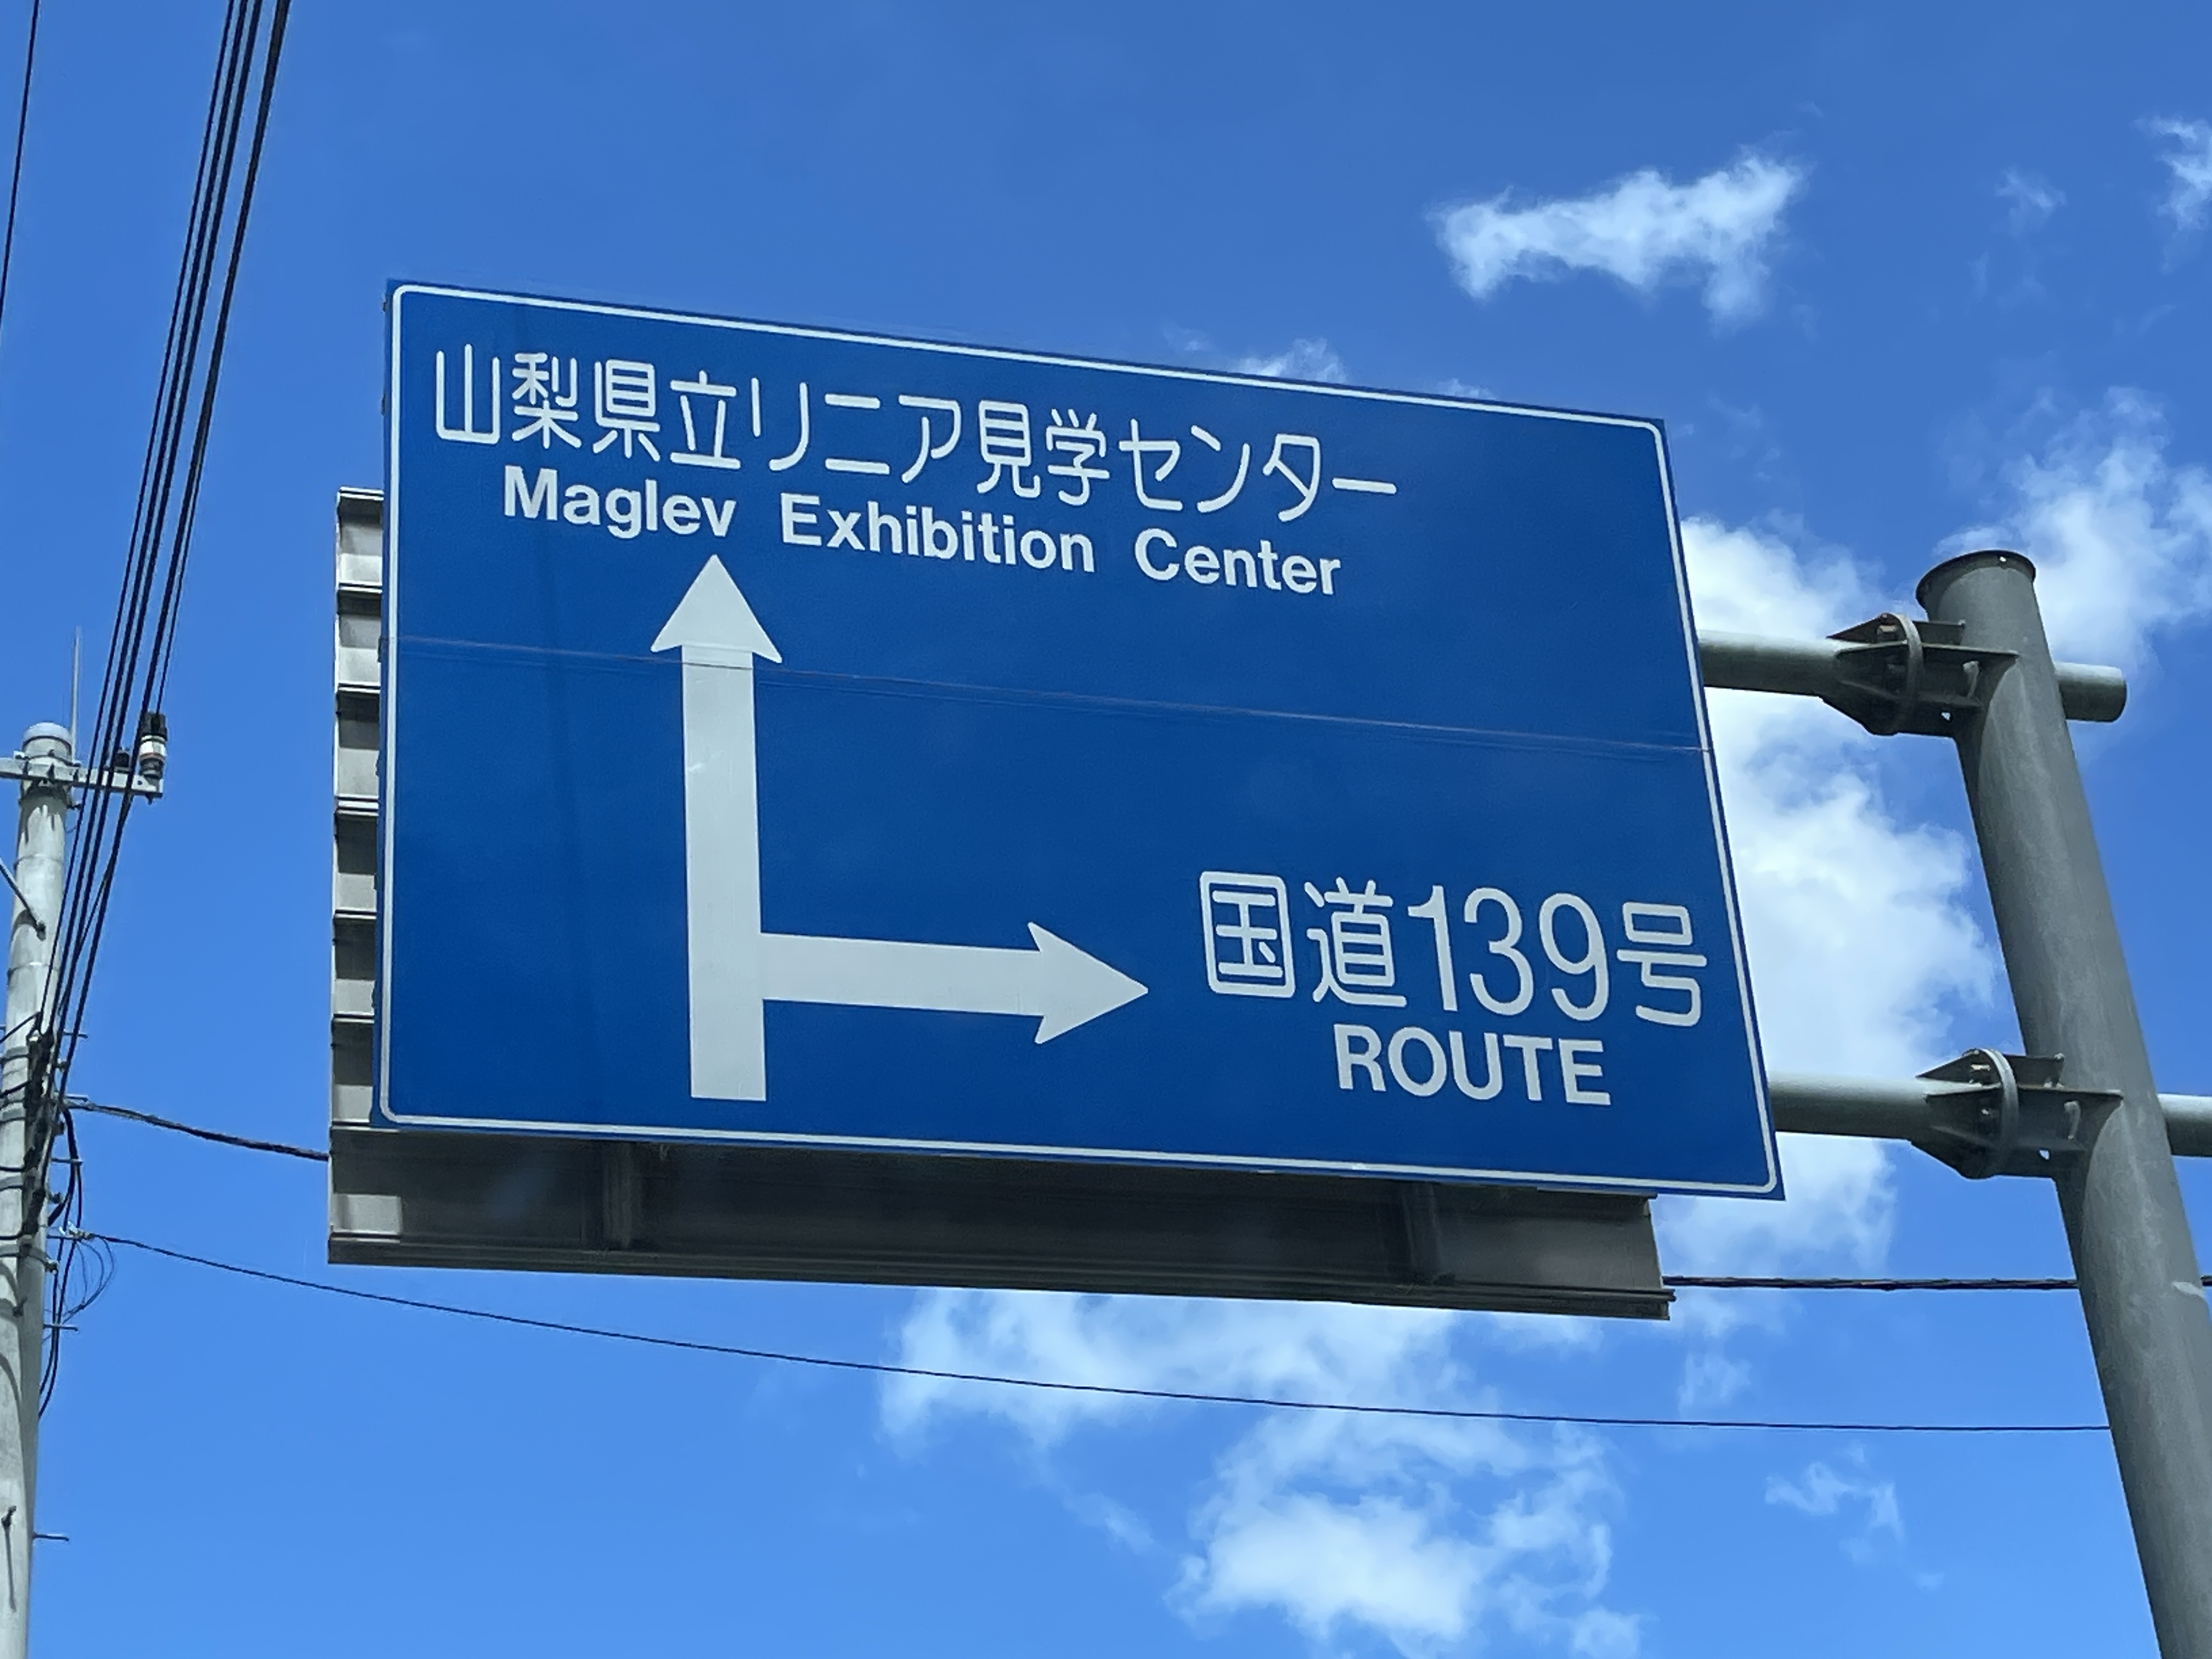 山梨県立リニア見学センター
Maglev Exhibition Center
国道139号
ROUTE